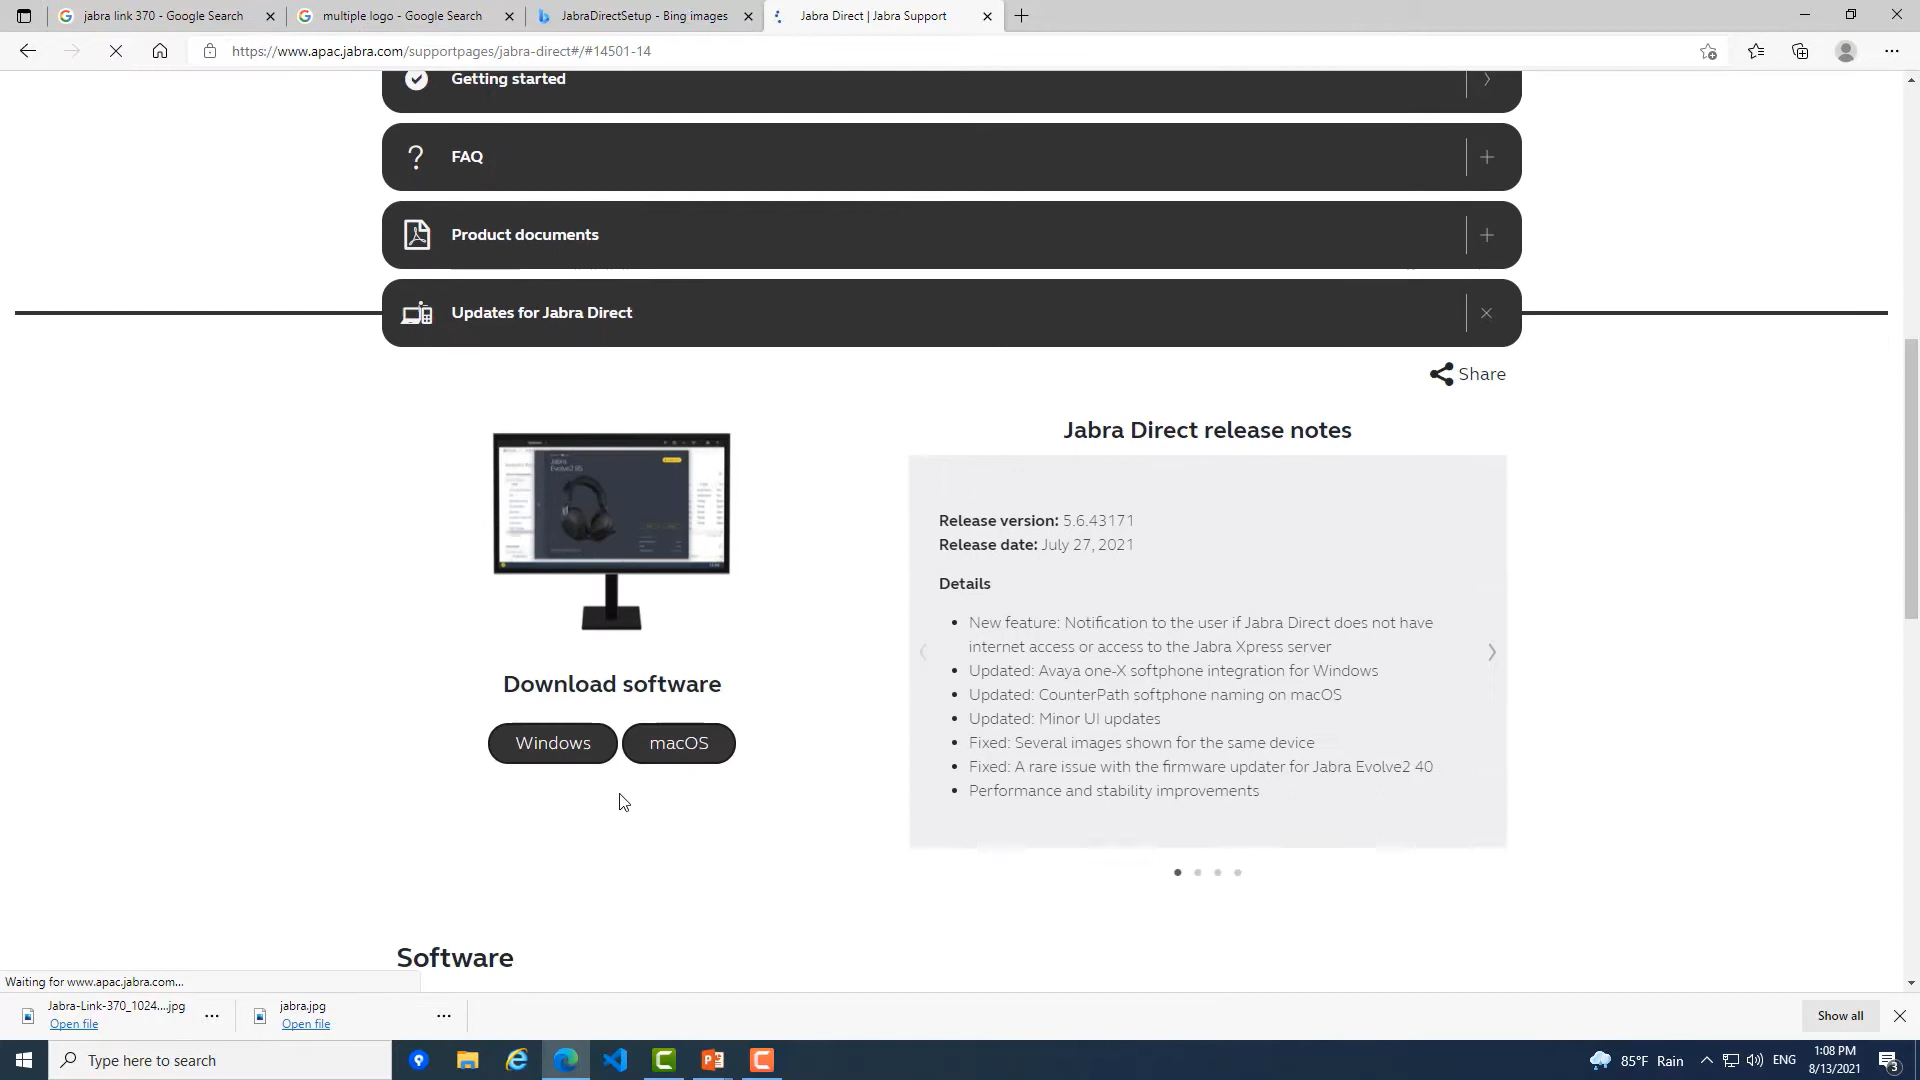 jabra link 370 - Google Search
multiple logo - Google Search
JabraDirectSetup - Bing images
Jabra Direct | Jabra Support
https://www.apac.jabra.com/supportpages/jabra-direct#/#14501-14
Getting started
FAQ
Product documents
Updates for Jabra Direct
Share
Jabra Direct release notes
Release version: 5.6.43171
Release date: July 27, 2021
Details
• New feature: Notification to the user if Jabra Direct does not have
internet access or access to the Jabra Xpress server
• Updated: Avaya one-X softphone integration for Windows
• Updated: CounterPath softphone naming on macOS
• Updated: Minor UI updates
• Fixed: Several images shown for the same device
• Fixed: A rare issue with the firmware updater for Jabra Evolve2 40
• Performance and stability improvements
Jabra
Evolve2 85
Download software
Windows
macOS
Software
Waiting for www.apac.jabra.com...
Jabra-Link-370_1024....jpg
Open file
jabra.jpg
Open file
Show all
Type here to search
85°F Rain
ENG
1:08 PM
8/13/2021
3